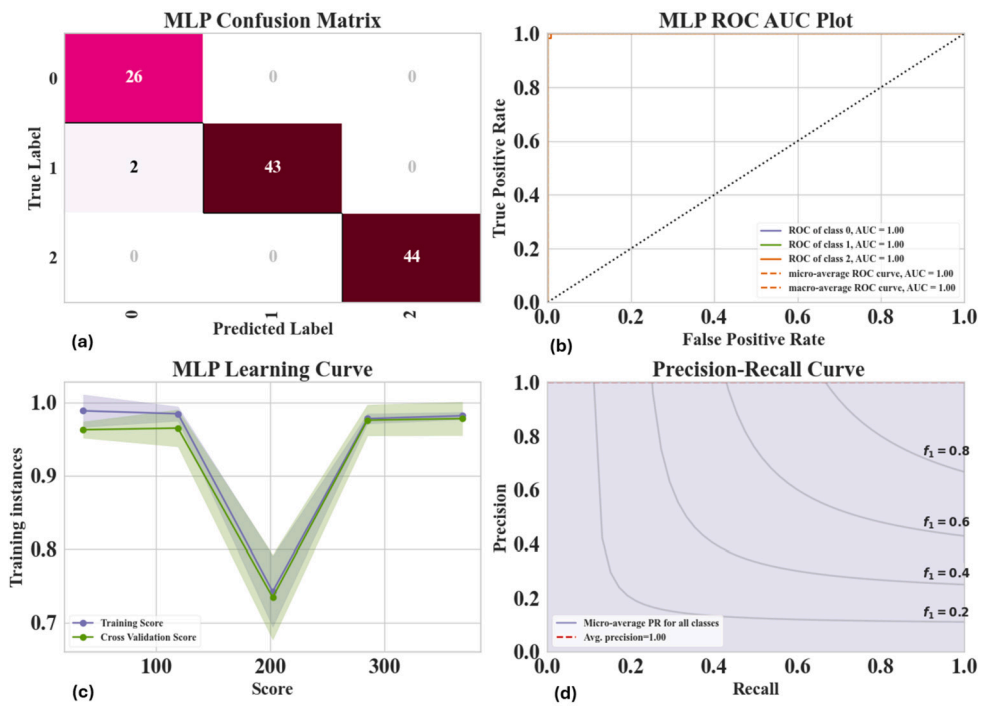 MLP Confusion Matrix
True Label
0
1
2
26
0
0
2
43
0
0
0
44
0
1
2
Predicted Label
(a)
MLP ROC AUC Plot
True Positive Rate
1.0
0.8
0.6
0.4
0.2
0.0
ROC of class 0, AUC = 1.00
ROC of class 1, AUC = 1.00
ROC of class 2, AUC = 1.00
micro-average ROC curve, AUC = 1.00
macro-average ROC curve, AUC = 1.00
0.0
0.2
0.4
0.6
0.8
1.0
False Positive Rate
(b)
MLP Learning Curve
Training instances
1.0
0.9
0.8
0.7
Training Score
Cross Validation Score
100
200
300
Score
(c)
Precision-Recall Curve
Precision
1.0
0.8
0.6
0.4
0.2
0.0
f₁ = 0.8
f₁ = 0.6
f₁ = 0.4
f₁ = 0.2
Micro-average PR for all classes
Avg. precision=1.00
0.0
0.2
0.4
0.6
0.8
1.0
Recall
(d)